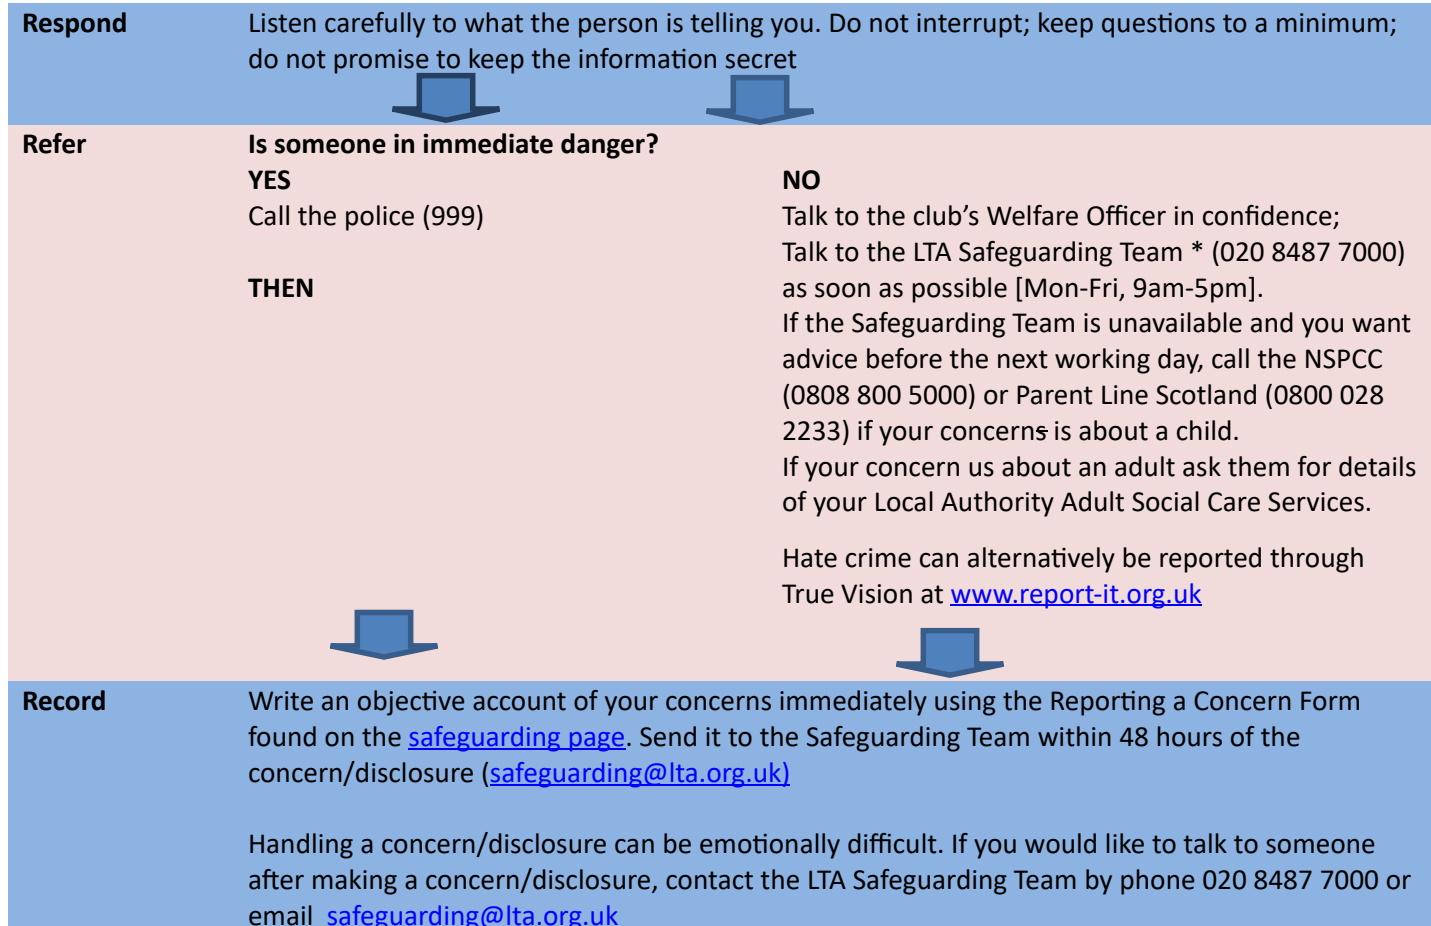 Respond
Listen carefully to what the person is telling you. Do not interrupt; keep questions to a minimum;
do not promise to keep the information secret
Refer
Is someone in immediate danger?
YES
Call the police (999)
THEN
NO
Talk to the club’s Welfare Officer in confidence;
Talk to the LTA Safeguarding Team * (020 8487 7000)
as soon as possible [Mon-Fri, 9am-5pm].
If the Safeguarding Team is unavailable and you want
advice before the next working day, call the NSPCC
(0808 800 5000) or Parent Line Scotland (0800 028
2233) if your concerns is about a child.
If your concern us about an adult ask them for details
of your Local Authority Adult Social Care Services.
Hate crime can alternatively be reported through
True Vision at www.report-it.org.uk
Record
Write an objective account of your concerns immediately using the Reporting a Concern Form
found on the safeguarding page. Send it to the Safeguarding Team within 48 hours of the
concern/disclosure (safeguarding@lta.org.uk)
Handling a concern/disclosure can be emotionally difficult. If you would like to talk to someone
after making a concern/disclosure, contact the LTA Safeguarding Team by phone 020 8487 7000 or
email safeguarding@lta.org.uk